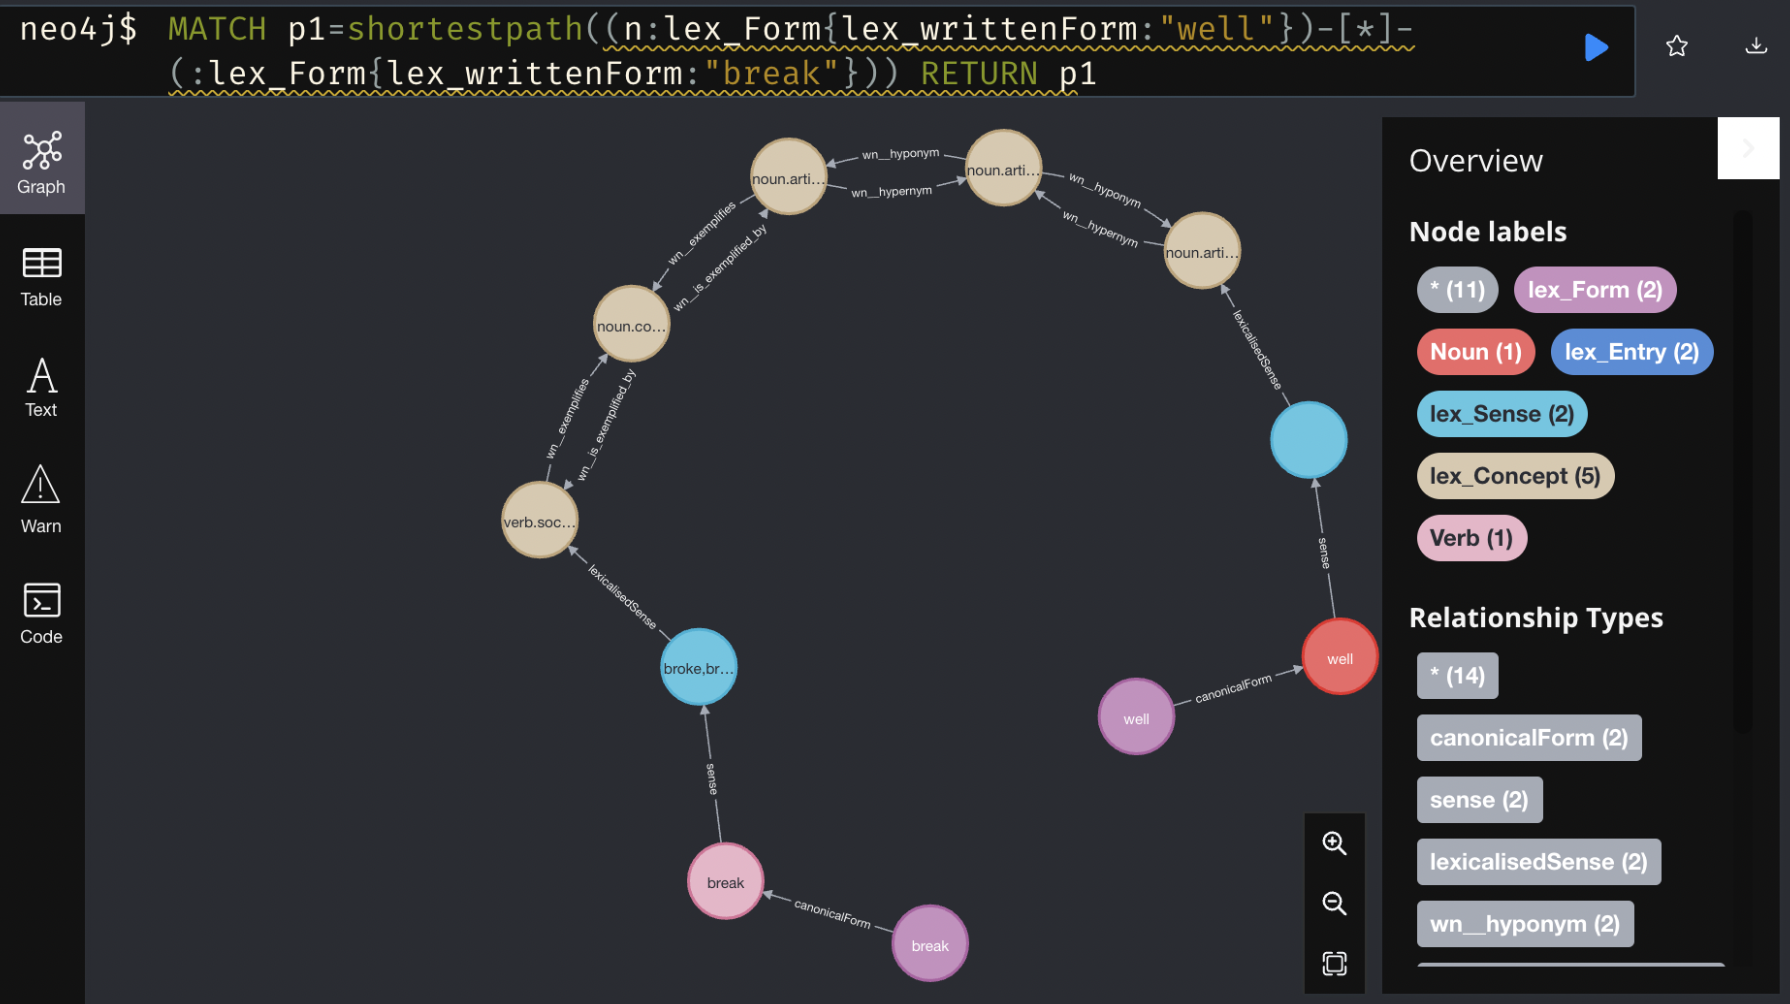 neo4j$ MATCH p1=shortestpath((n:lex_Form{lex_writtenForm:"well"})-[*]-
(:lex_Form{lex_writtenForm:"break"})) RETURN p1
Graph
Table
Text
Warn
Code
noun.arti...
wn__hyponym
wn__hypernym
noun.arti...
wn__hyponym
wn__hypernym
noun.arti...
wn__exemplifies
wn__is_exemplified_by
noun.co...
wn__exemplifies
wn__is_exemplified_by
verb.soc...
lexicalisedSense
broke,br...
sense
break
canonicalForm
break
lexicalisedSense
sense
well
canonicalForm
well
Overview
Node labels
* (11)
lex_Form (2)
Noun (1)
lex_Entry (2)
lex_Sense (2)
lex_Concept (5)
Verb (1)
Relationship Types
* (14)
canonicalForm (2)
sense (2)
lexicalisedSense (2)
wn__hyponym (2)